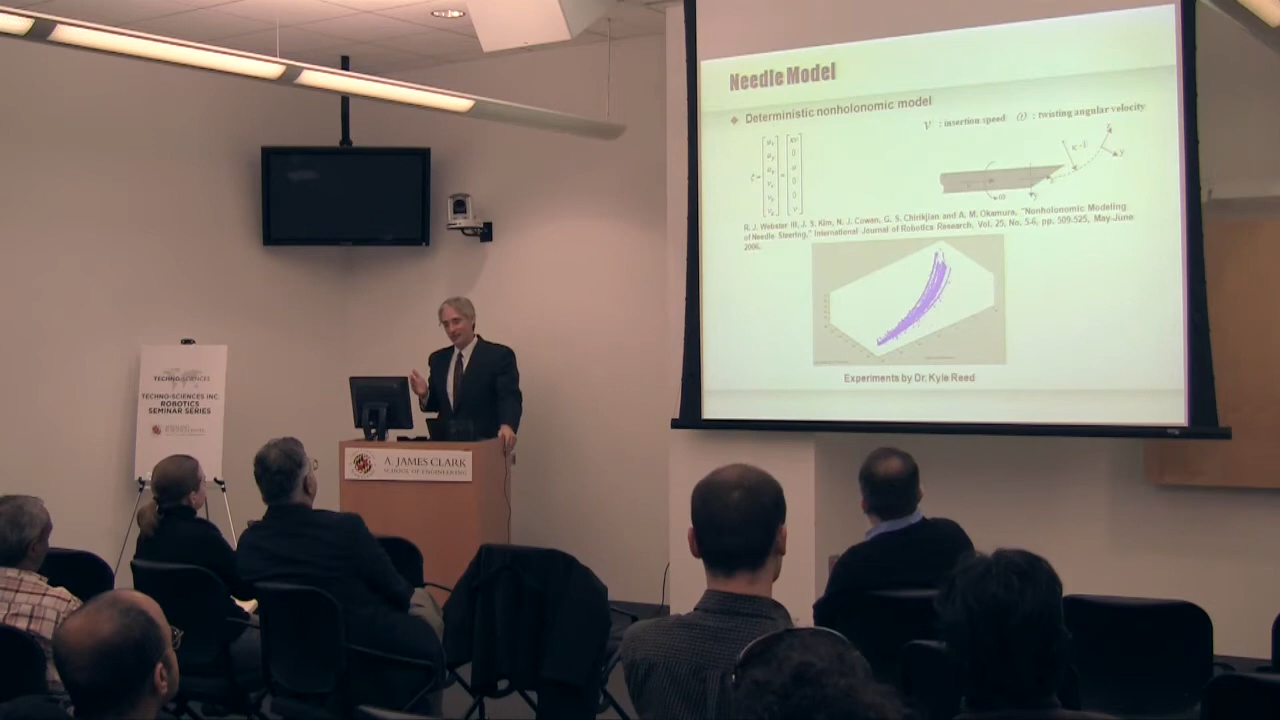 Needle Model
Deterministic nonholonomic model
V : insertion speed ω : twisting angular velocity
R. J. Webster III, J. S. Kim, N. J. Cowan, G. S. Chirikjian and A. M. Okamura, "Nonholonomic Modeling
of Needle Steering," International Journal of Robotics Research, Vol. 25, No. 5-6, pp. 509-525, May-June
2006.
Experiments by Dr. Kyle Reed
TECHNO-SCIENCES
TECHNO-SCIENCES INC.
ROBOTICS
SEMINAR SERIES
A. JAMES CLARK
SCHOOL OF ENGINEERING